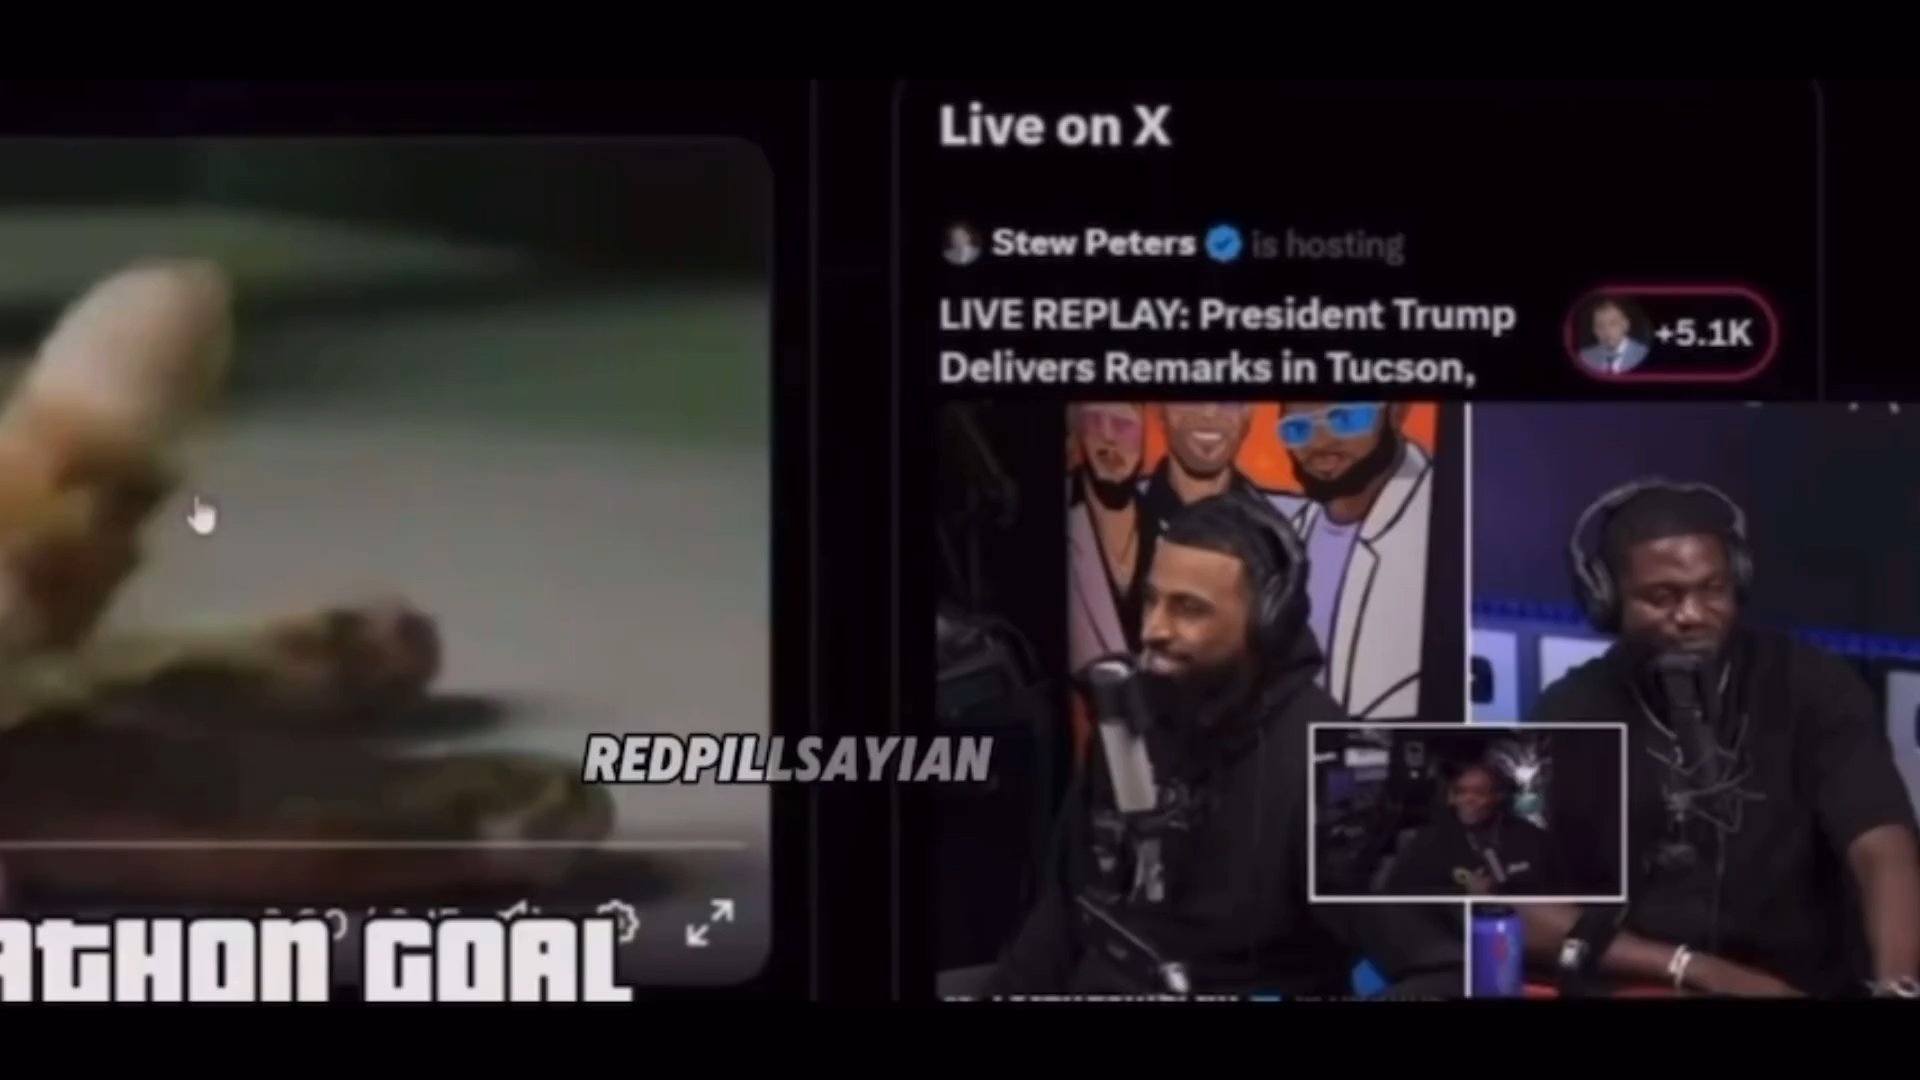 Live on X
Stew Peters is hosting
LIVE REPLAY: President Trump
Delivers Remarks in Tucson,
+5.1K
REDPILLSAYIAN
ATHON GOAL